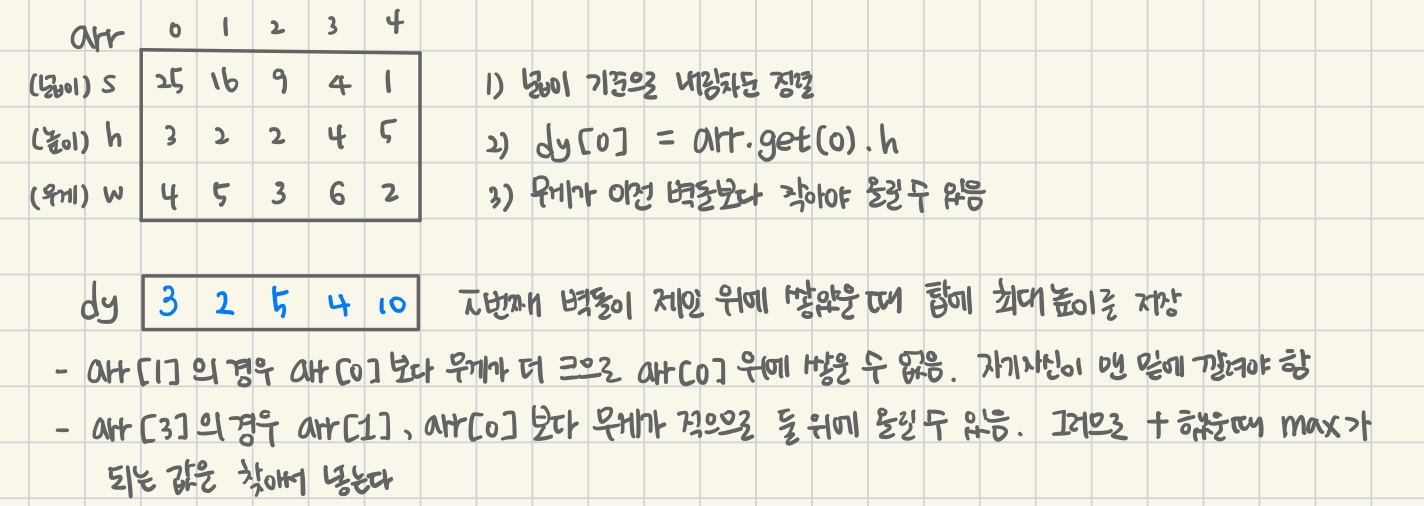 arr 0 1 2 3 4
(넓이) s 25 16 9 4 1
1) 넓이 기준으로 내림차순 정렬
(높이) h 3 2 2 4 5
2) dy[0] = arr.get(0).h
(무게) w 4 5 3 6 2
3) 무게가 이전 벽돌보다 작아야 올릴 수 있음
dy 3 2 5 4 10 i번째 벽돌이 제일 위에 쌓았을 때 탑에 최대 높이를 저장
- arr[1]의 경우 arr[0] 보다 무게가 더 크으로 arr[0] 위에 쌓을 수 없음. 자기자신이 맨 밑에 깔려야 함
- arr[3]의 경우 arr[1], arr[0] 보다 무게가 적으므로 둘 위에 올릴 수 있음. 그러므로 + 했을때 max가
되는 값을 찾아서 넣는다